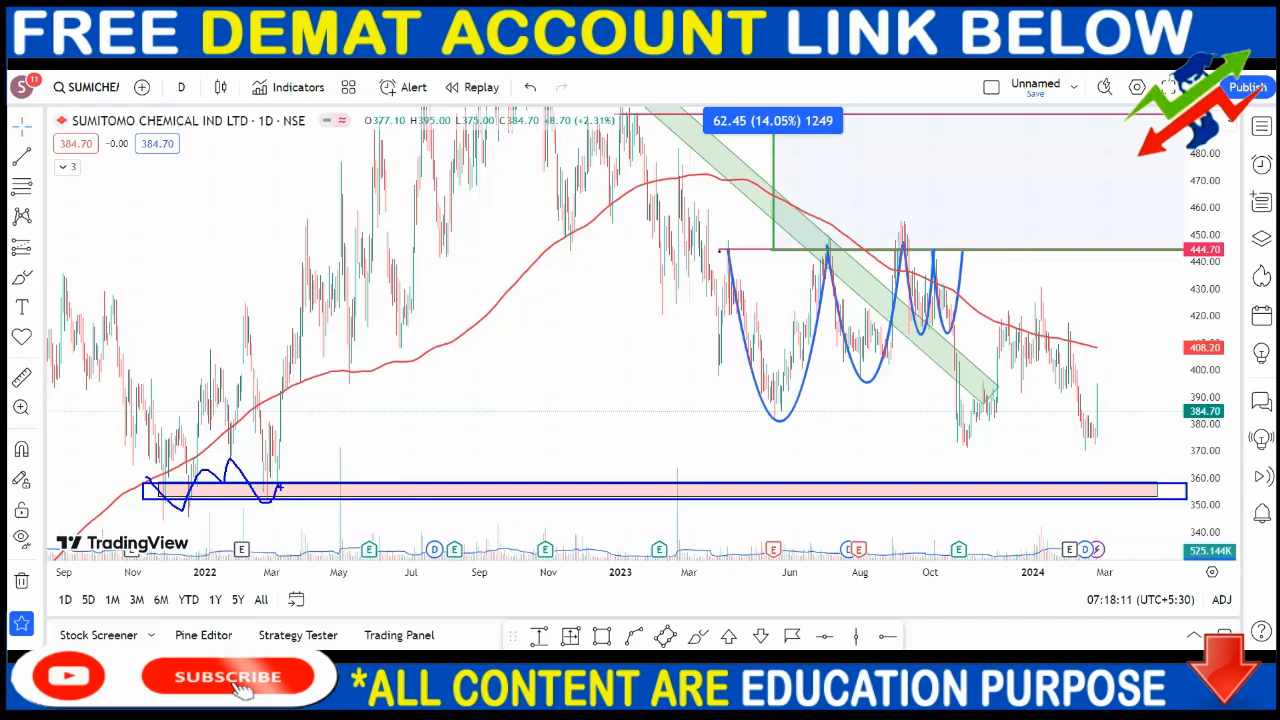 FREE DEMAT ACCOUNT LINK BELOW
S 11 SUMICHEM D Indicators Alert Replay Unnamed Save Publish
SUMITOMO CHEMICAL IND LTD · 1D · NSE O377.10 H395.00 L375.00 C384.70 +8.70 (+2.31%)
384.70 -0.00 384.70
3
62.45 (14.05%) 1249
480.00
470.00
460.00
450.00
444.70
440.00
430.00
420.00
408.20
400.00
390.00
384.70
380.00
370.00
360.00
350.00
340.00
525.144K
TradingView
E E E D E E E E E E E D
Sep Nov 2022 Mar May Jul Sep Nov 2023 Mar Jun Aug Oct 2024 Mar
1D 5D 1M 3M 6M YTD 1Y 5Y All 07:18:11 (UTC+5:30) ADJ
Stock Screener Pine Editor Strategy Tester Trading Panel
SUBSCRIBE
*ALL CONTENT ARE EDUCATION PURPOSE